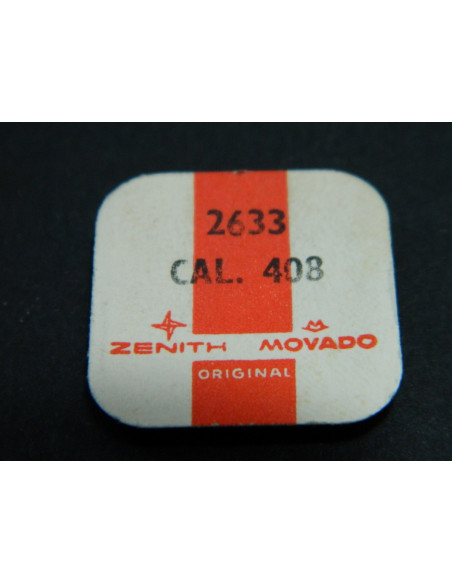 2633
CAL. 408
ZENITH MOVADO
ORIGINAL